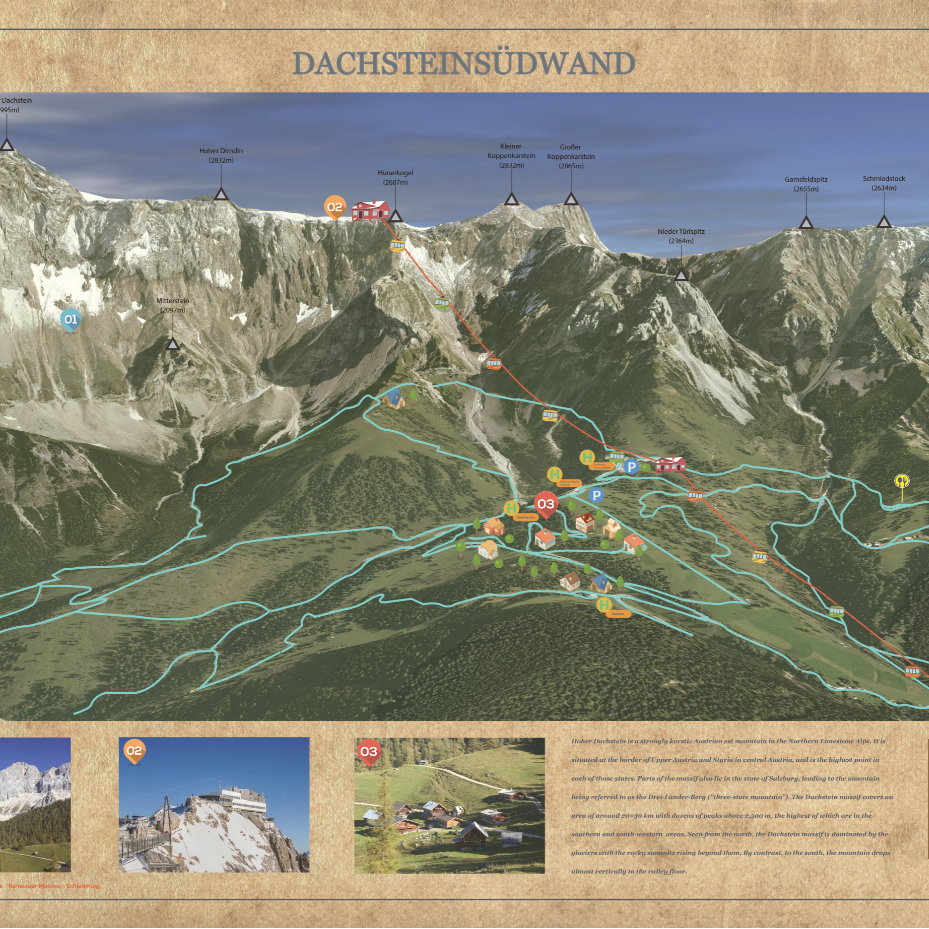 DACHSTEINSÜDWAND
Dachstein
995m)
Hohes Dirndln
(2832m)
Hunerkogel
(2687m)
Kleiner
Koppenkarstein
(2832m)
Großer
Koppenkarstein
(2865m)
Nieder Türlspitz
(2364m)
Gamsfeldspitz
(2655m)
Schmiedstock
(2634m)
Mitterstein
(2097m)
01
02
03
H
H
H
H
P
P
02
03
Hoher Dachstein is a strongly karstic Austrian est mountain in the Northern Limestone Alps. It is
situated at the border of Upper Austria and Styria in central Austria, and is the highest point in
each of those states. Parts of the massif also lie in the state of Salzburg, leading to the mountain
being referred to as the Drei-Länder-Berg ("three-state mountain"). The Dachstein massif covers an
area of around 20×30 km with dozens of peaks above 2,500 m, the highest of which are in the
southern and south-western areas. Seen from the north, the Dachstein massif is dominated by the
glaciers with the rocky summits rising beyond them. By contrast, to the south, the mountain drops
almost vertically to the valley floor.
Ramsauer Plateau - Schladming